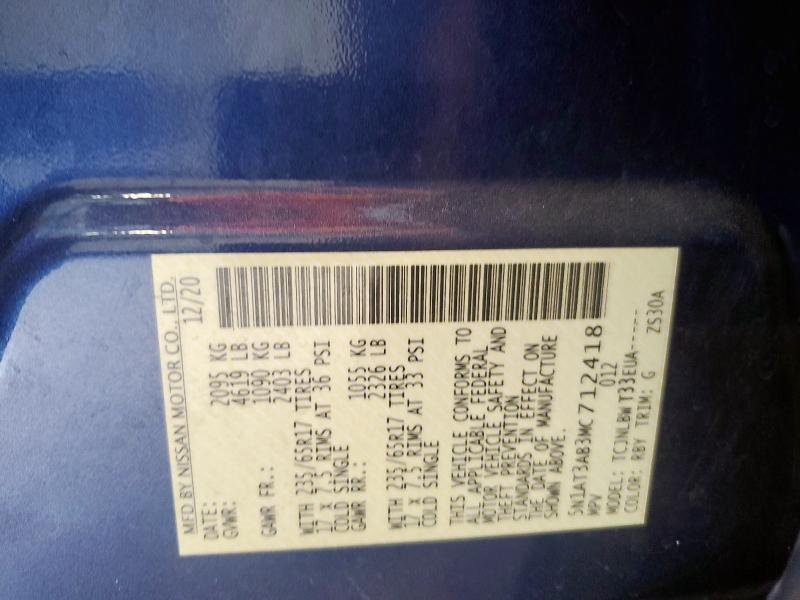 MFD BY NISSAN MOTOR CO., LTD.
DATE: 12/20
GVWR: 2095 KG
4619 LB
GAWR FR.: 1090 KG
2403 LB
WITH 235/65R17 TIRES
17 X 7.5 RIMS AT 36 PSI
COLD SINGLE
GAWR RR.: 1055 KG
2326 LB
WITH 235/65R17 TIRES
17 X 7.5 RIMS AT 33 PSI
COLD SINGLE
THIS VEHICLE CONFORMS TO
ALL APPLICABLE FEDERAL
MOTOR VEHICLE SAFETY AND
THEFT PREVENTION
STANDARDS IN EFFECT ON
THE DATE OF MANUFACTURE
SHOWN ABOVE.
5N1AT3AB3MC712418
MPV 012
MODEL: TCJNLBWT33EUA-----
COLOR: RBY TRIM: G ZS30A